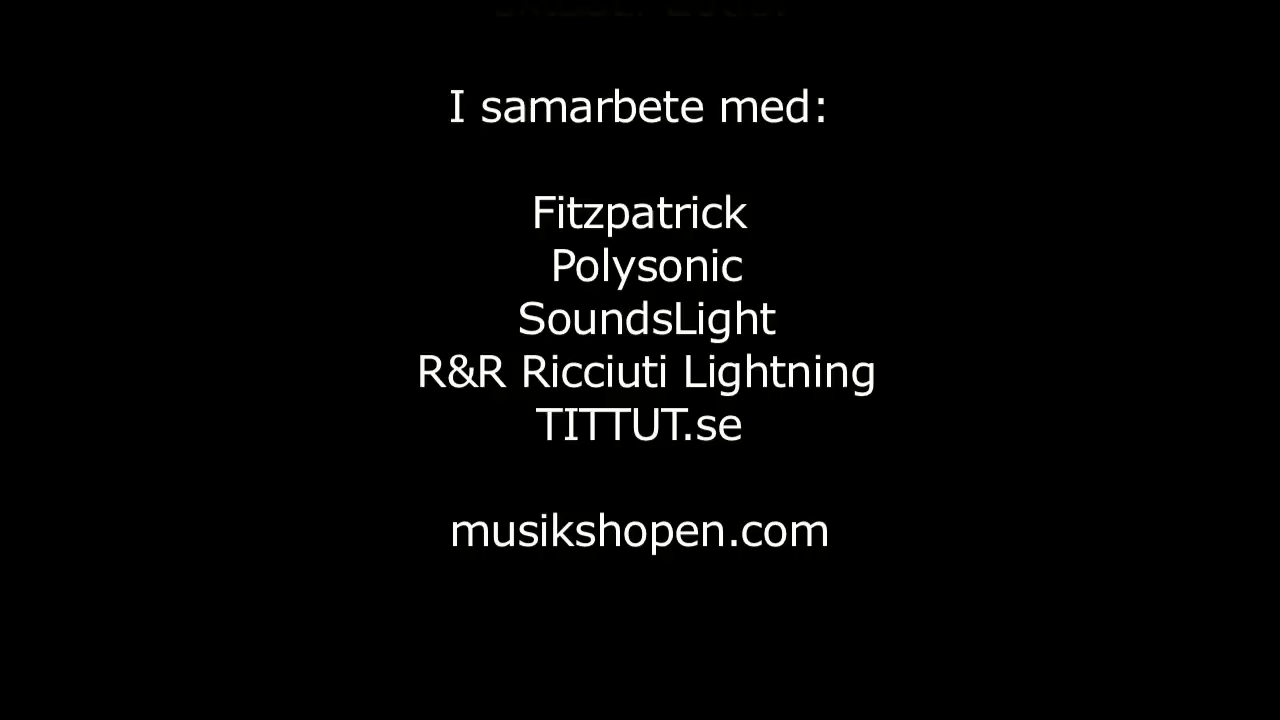 I samarbete med:
Fitzpatrick
Polysonic
SoundsLight
R&R Ricciuti Lightning
TITTUT.se
musikshopen.com